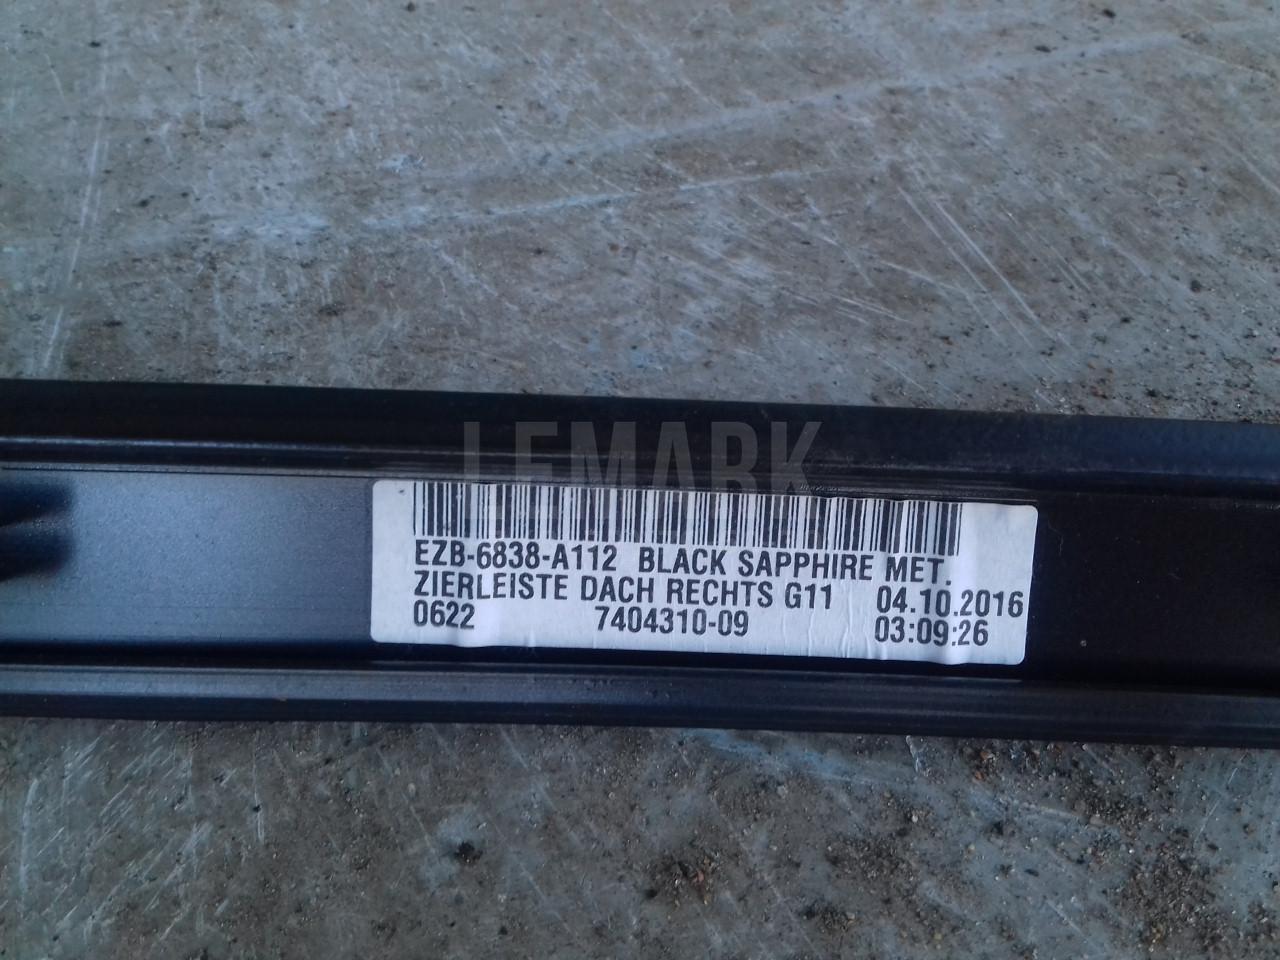 LEMARK
EZB-6838-A112 BLACK SAPPHIRE MET.
ZIERLEISTE DACH RECHTS G11 04.10.2016
0622 7404310-09 03:09:26